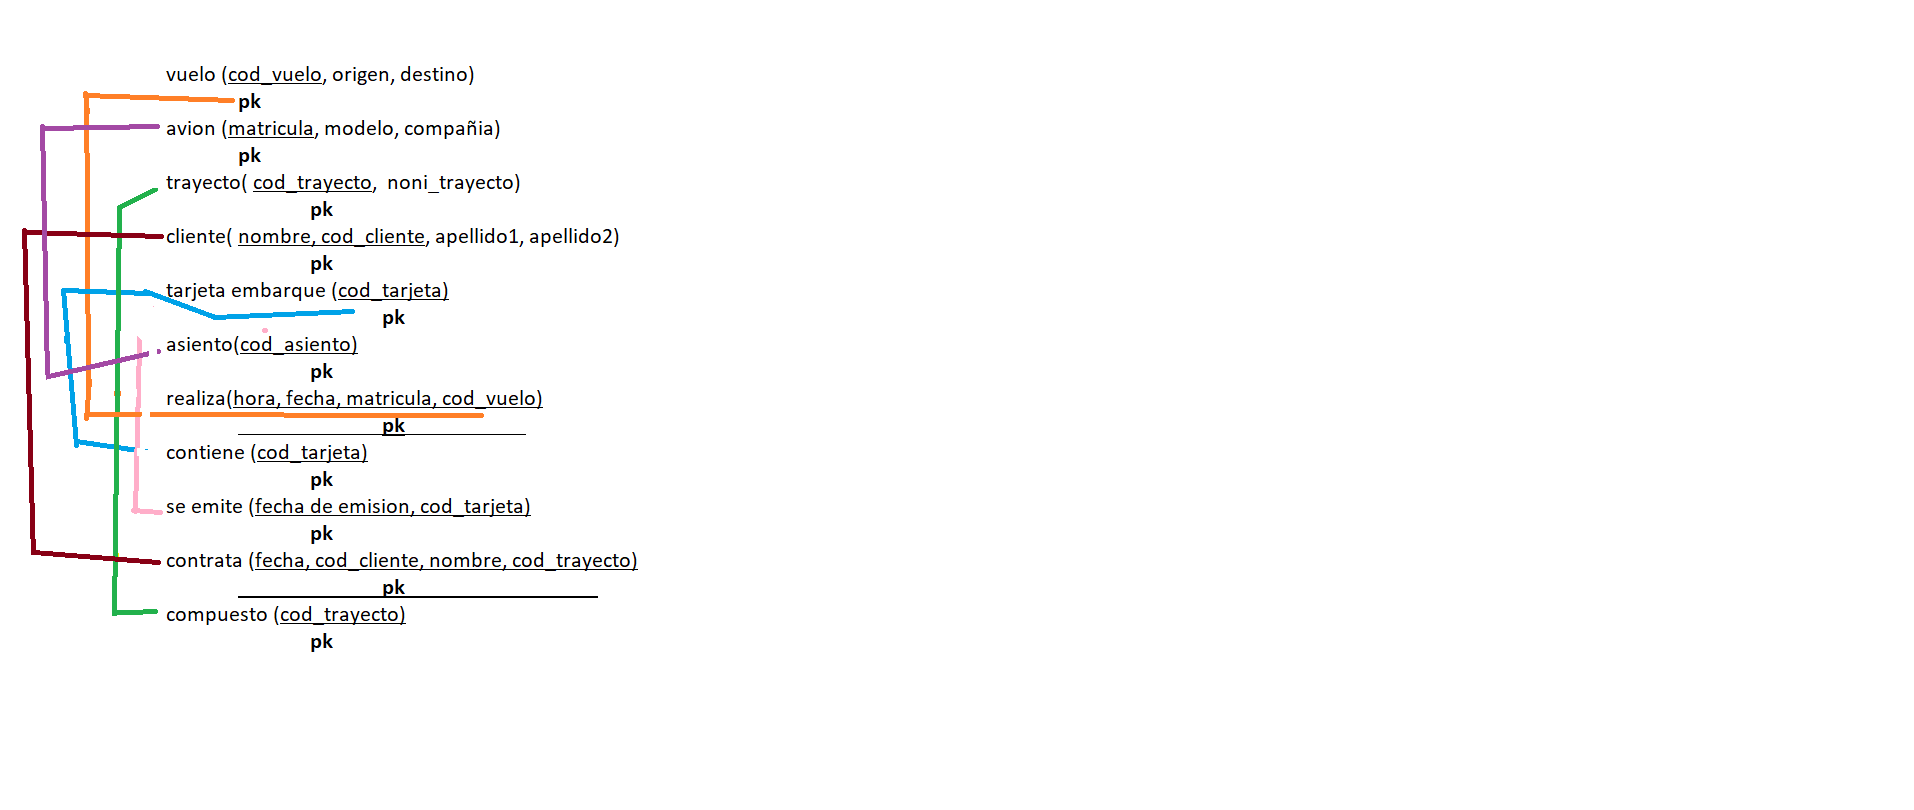 vuelo (cod_vuelo, origen, destino)
pk
avion (matricula, modelo, compañia)
pk
trayecto( cod_trayecto, noni_trayecto)
pk
cliente( nombre, cod_cliente, apellido1, apellido2)
pk
tarjeta embarque (cod_tarjeta)
pk
asiento(cod_asiento)
pk
realiza(hora, fecha, matricula, cod_vuelo)
pk
contiene (cod_tarjeta)
pk
se emite (fecha de emision, cod_tarjeta)
pk
contrata (fecha, cod_cliente, nombre, cod_trayecto)
pk
compuesto (cod_trayecto)
pk